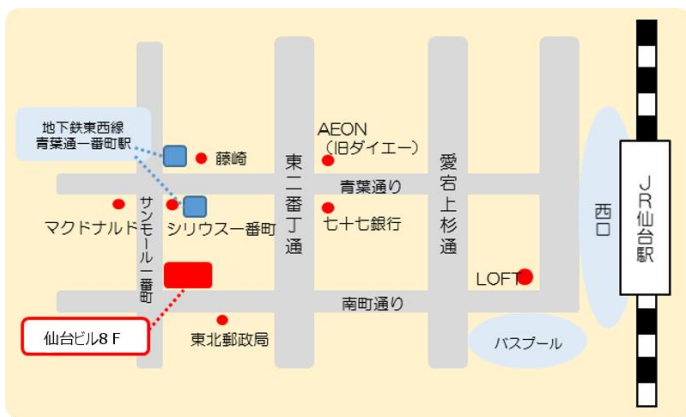 地下鉄東西線
青葉通一番町駅
藤崎
AEON
（旧ダイエー）
東二番丁通
愛宕上杉通
青葉通り
マクドナルド
サンモール一番町
シリウス一番町
七十七銀行
西口
JR仙台駅
LOFT
南町通り
仙台ビル8F
東北郵政局
バスプール